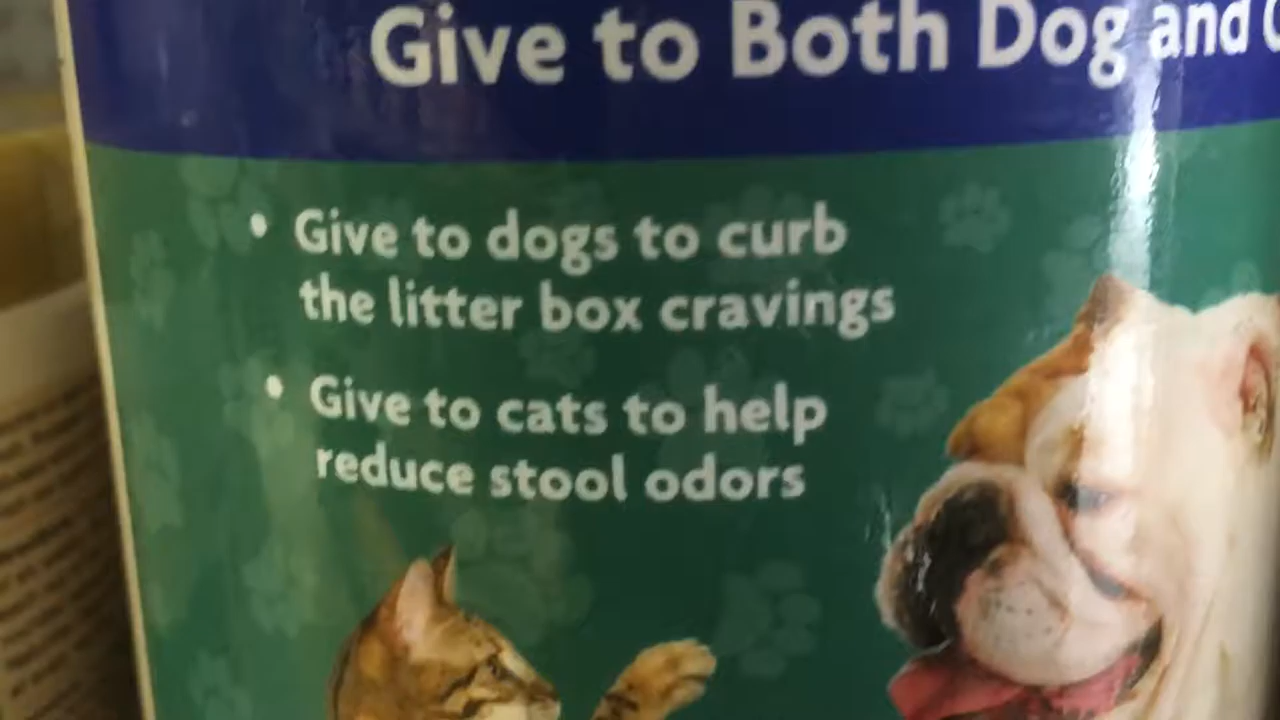 Give to Both Dog and
• Give to dogs to curb
the litter box cravings
• Give to cats to help
reduce stool odors